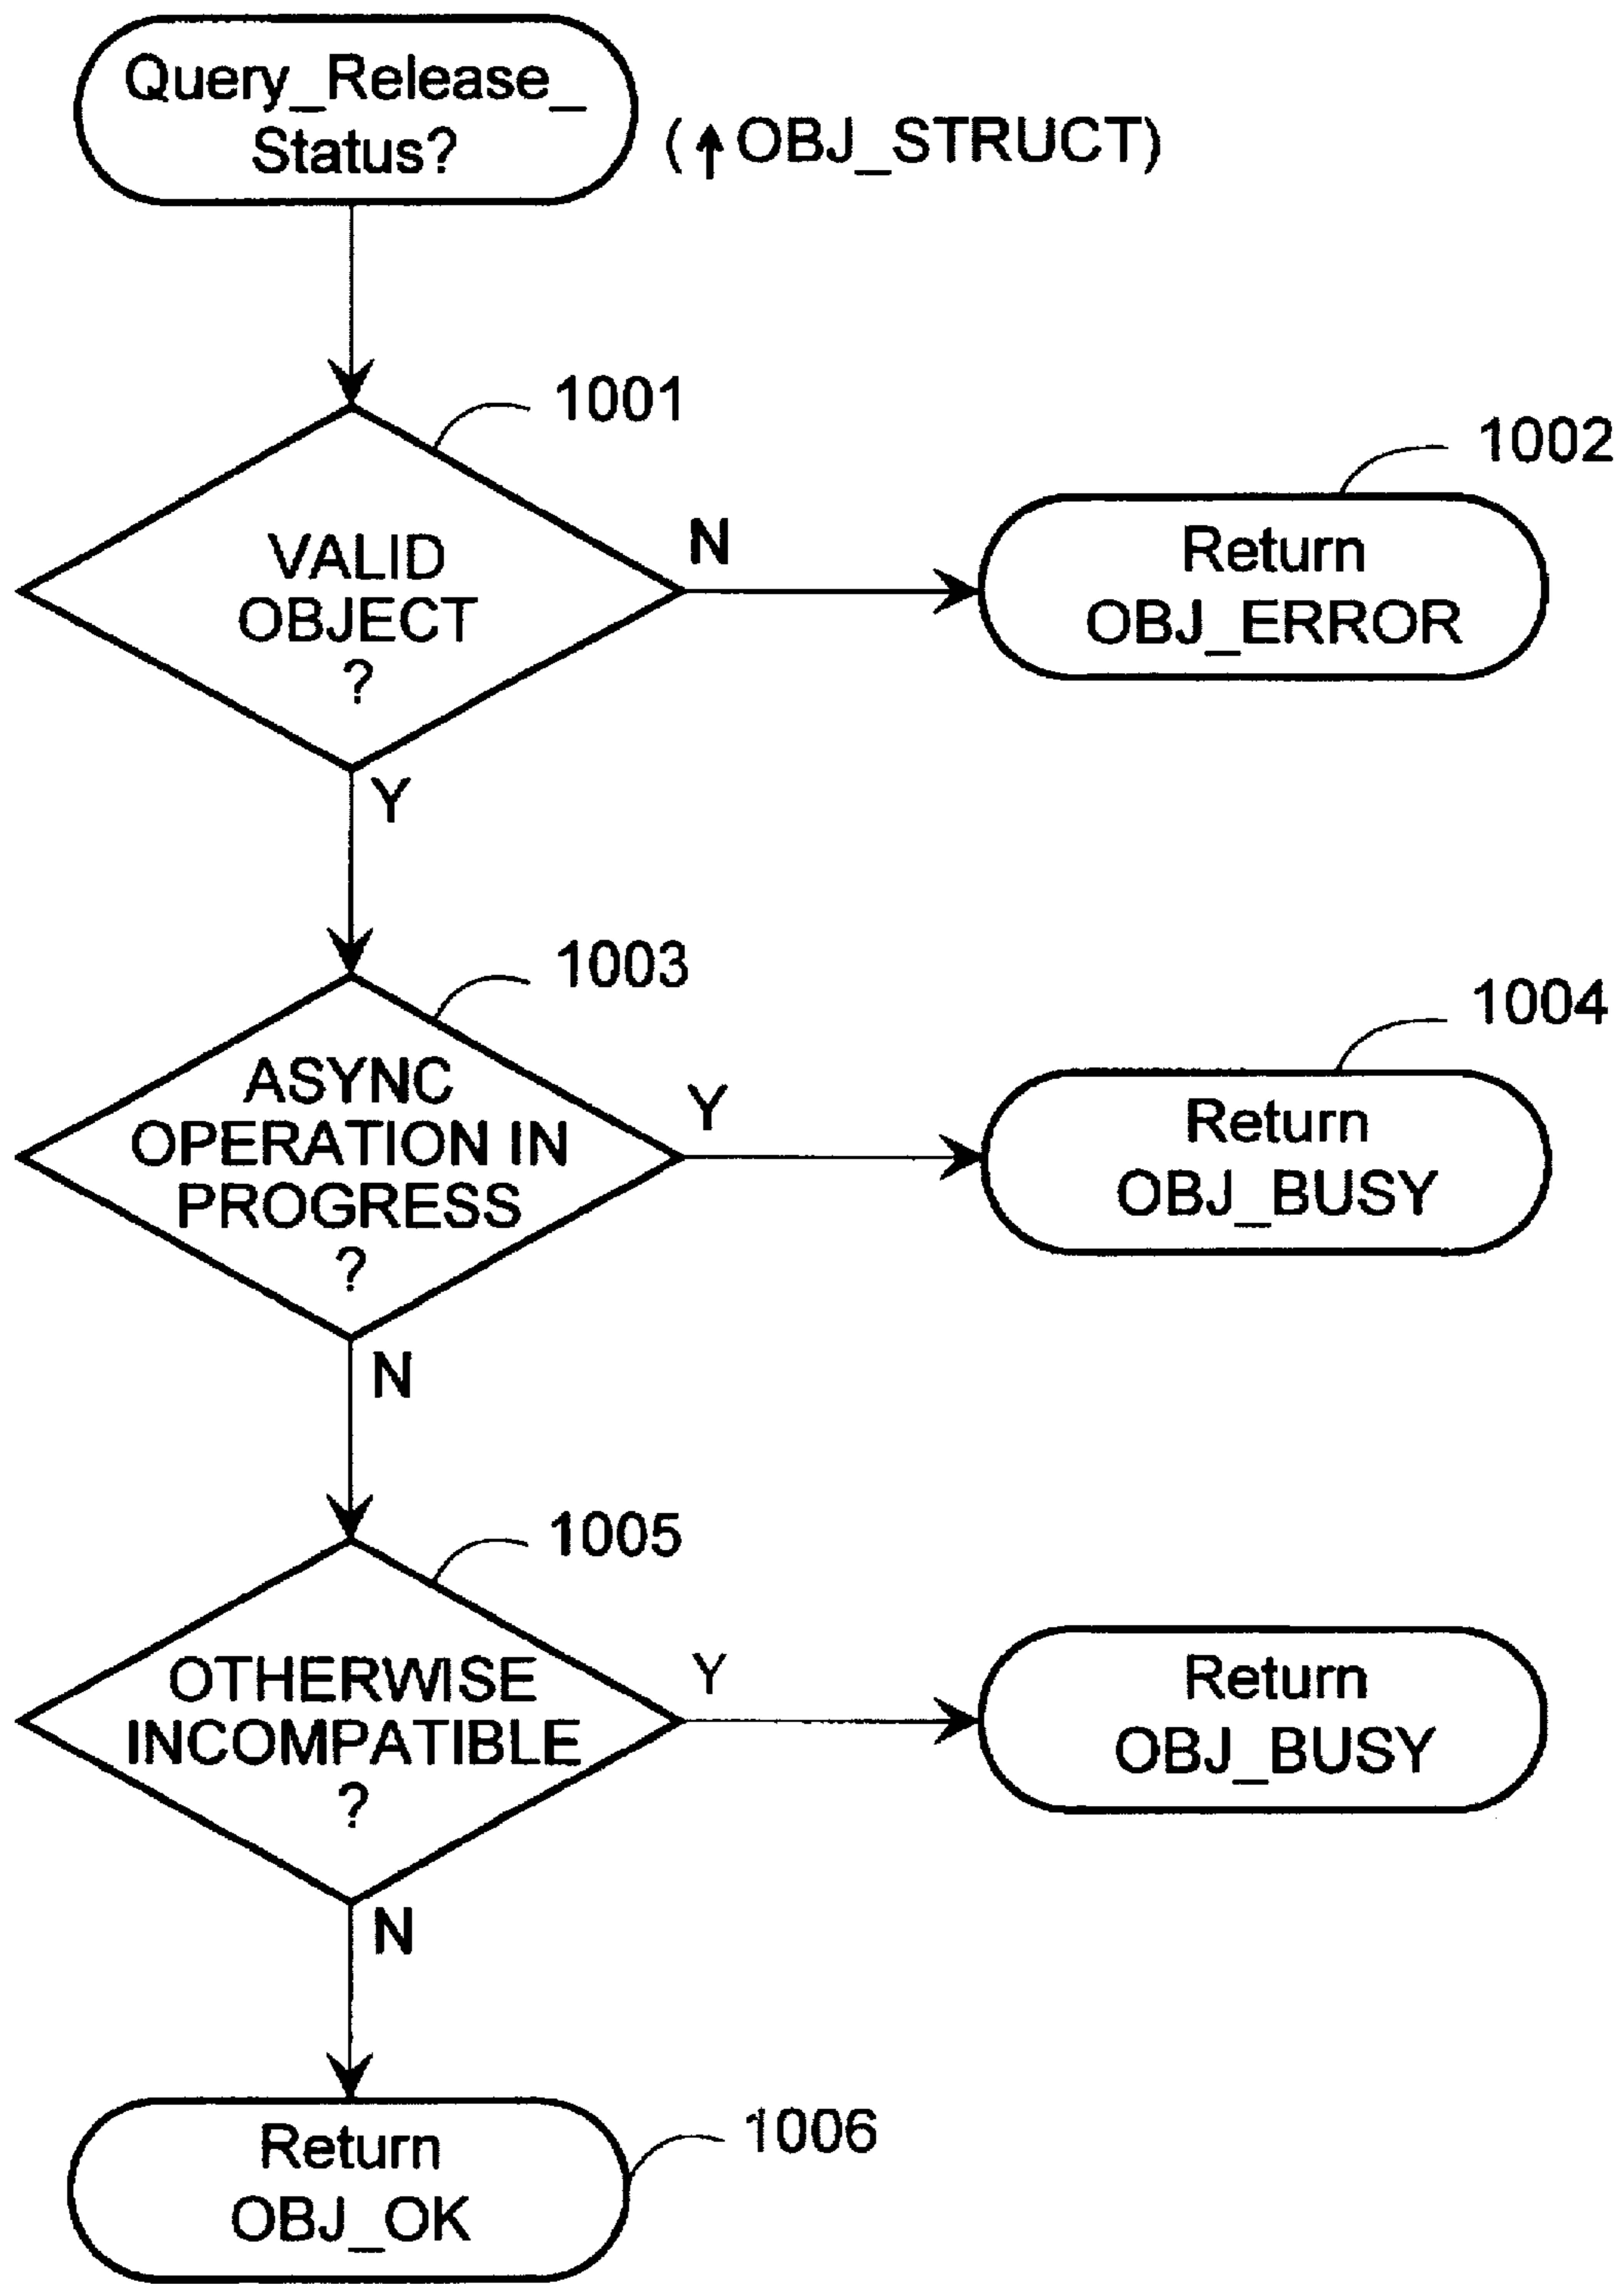 Query_Release_
Status?
(↑OBJ_STRUCT)
1001
VALID
OBJECT
?
N
1002
Return
OBJ_ERROR
Y
1003
ASYNC
OPERATION IN
PROGRESS
?
Y
1004
Return
OBJ_BUSY
N
1005
OTHERWISE
INCOMPATIBLE
?
Y
Return
OBJ_BUSY
N
1006
Return
OBJ_OK